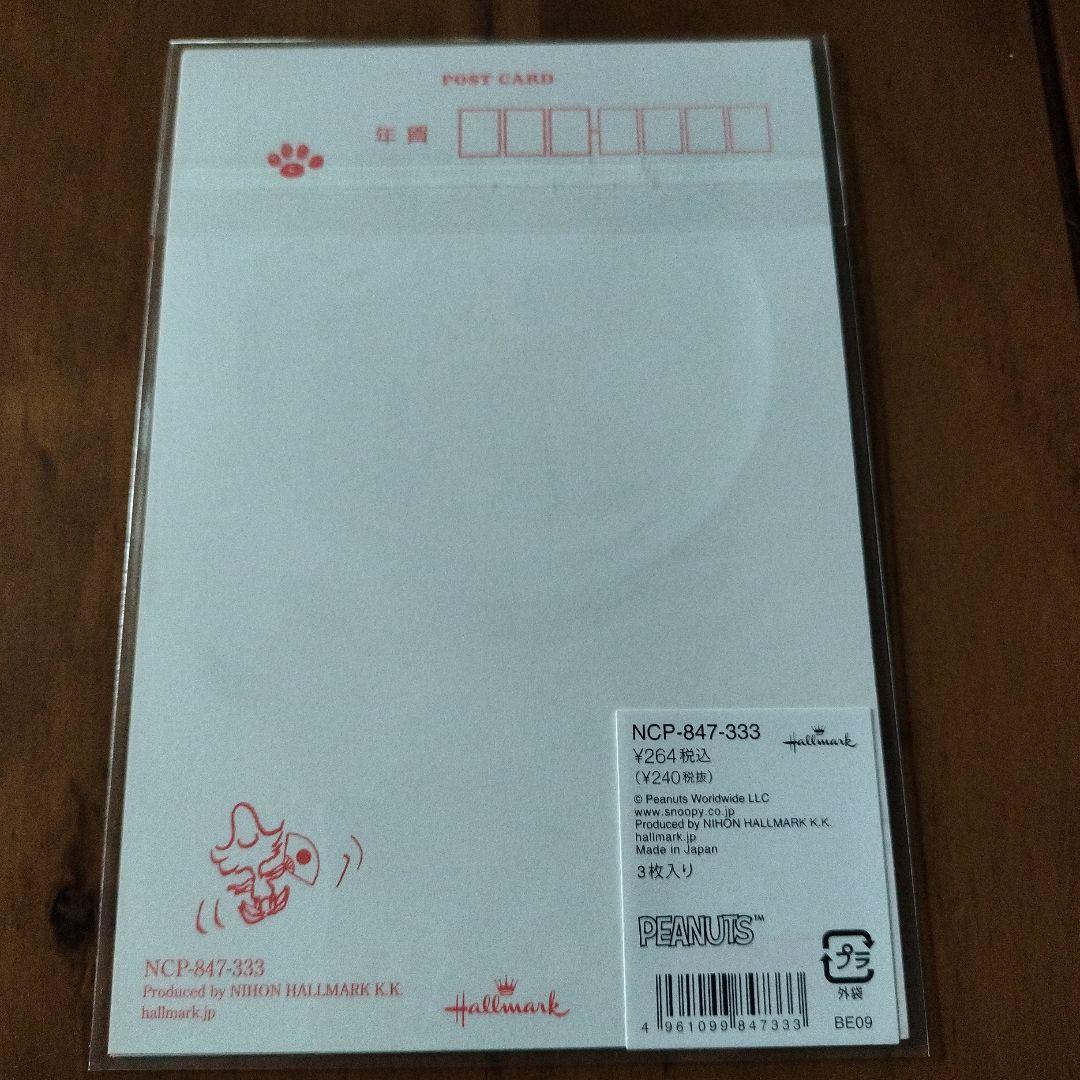 POST CARD
年賀
NCP-847-333
Hallmark
¥264税込
(¥240税抜)
© Peanuts Worldwide LLC
www.snoopy.co.jp
Produced by NIHON HALLMARK K.K.
hallmark.jp
Made in Japan
3枚入り
PEANUTS™
プラ
外袋
4 961099 847333
BE09
NCP-847-333
Produced by NIHON HALLMARK K.K.
hallmark.jp
Hallmark